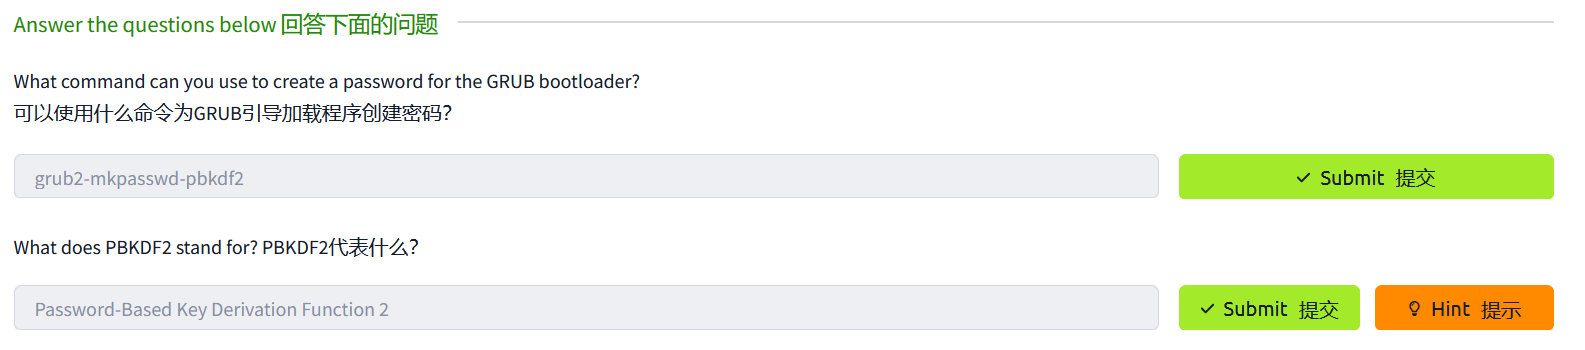 Answer the questions below 回答下面的问题
What command can you use to create a password for the GRUB bootloader?
可以使用什么命令为GRUB引导加载程序创建密码？
grub2-mkpasswd-pbkdf2
Submit 提交
What does PBKDF2 stand for? PBKDF2代表什么？
Password-Based Key Derivation Function 2
Submit 提交
Hint 提示